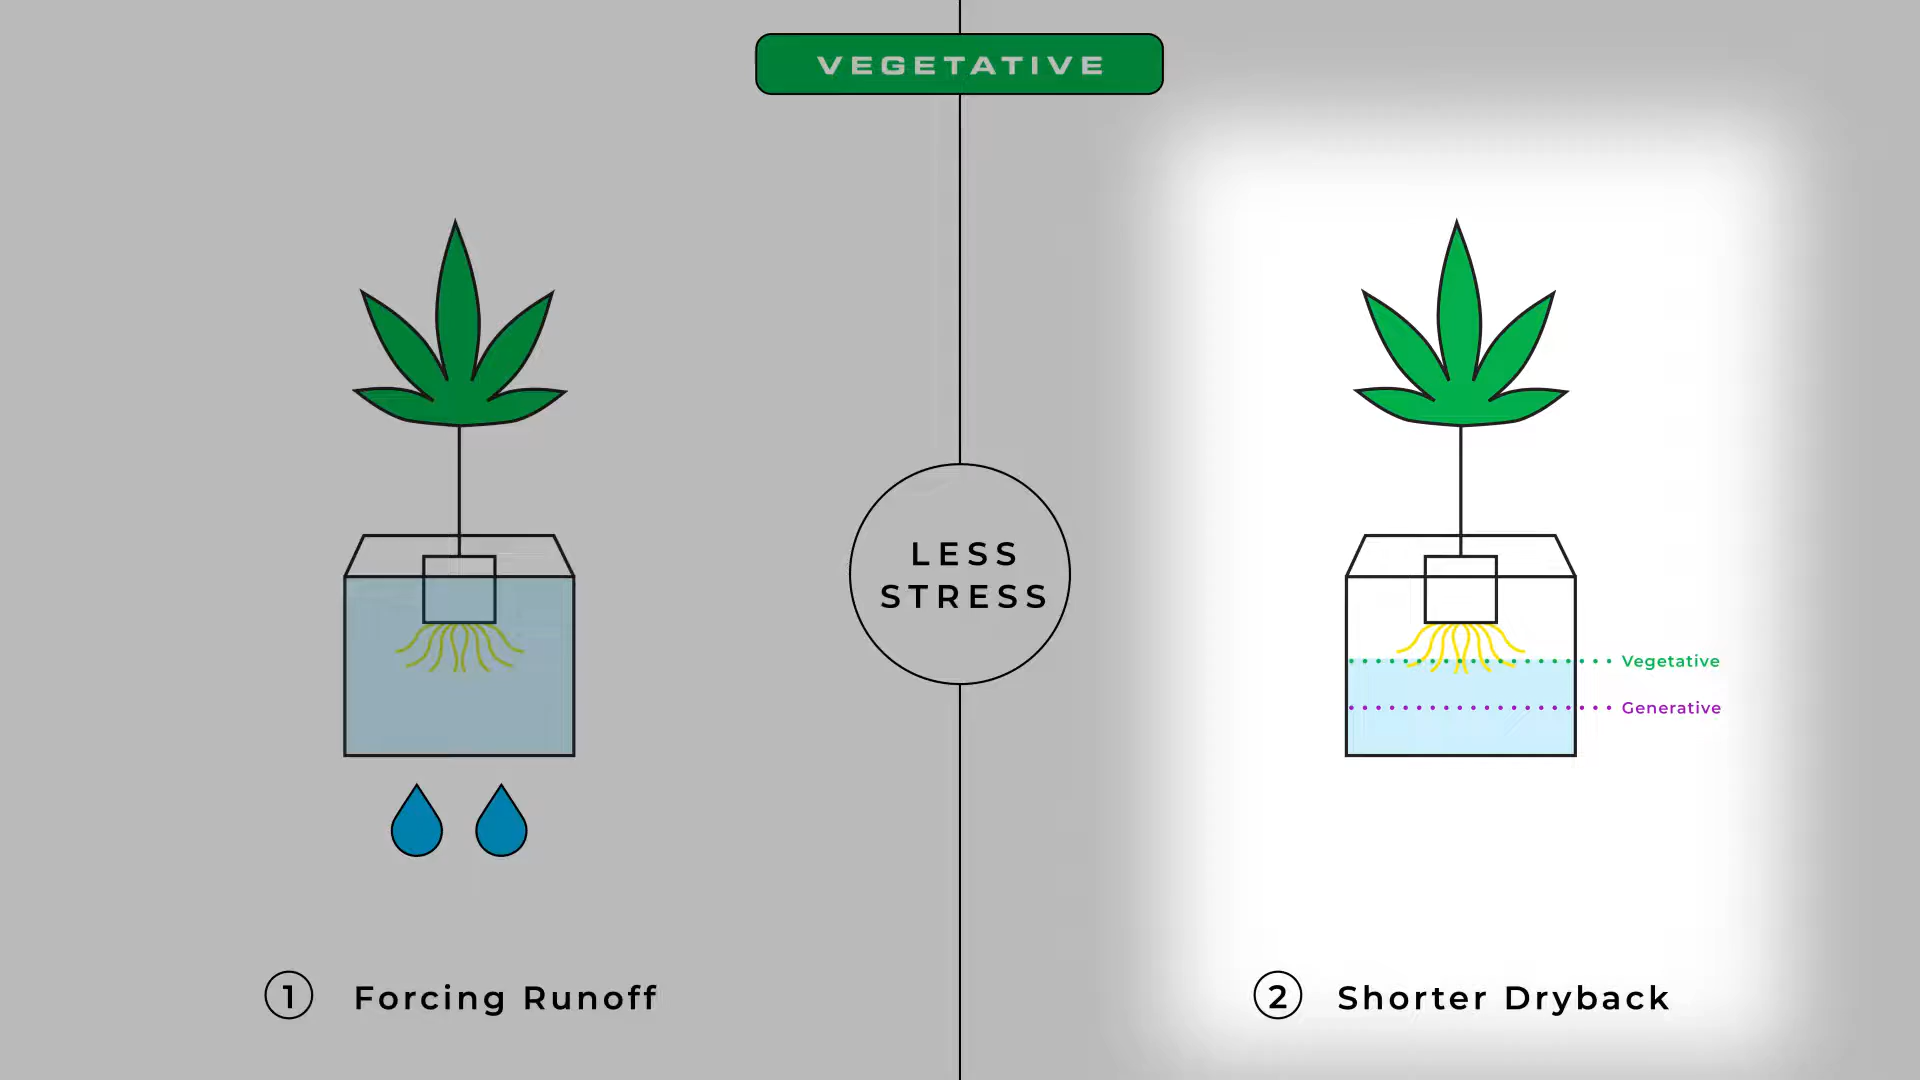 VEGETATIVE
LESS
STRESS
Vegetative
Generative
1 Forcing Runoff
2 Shorter Dryback